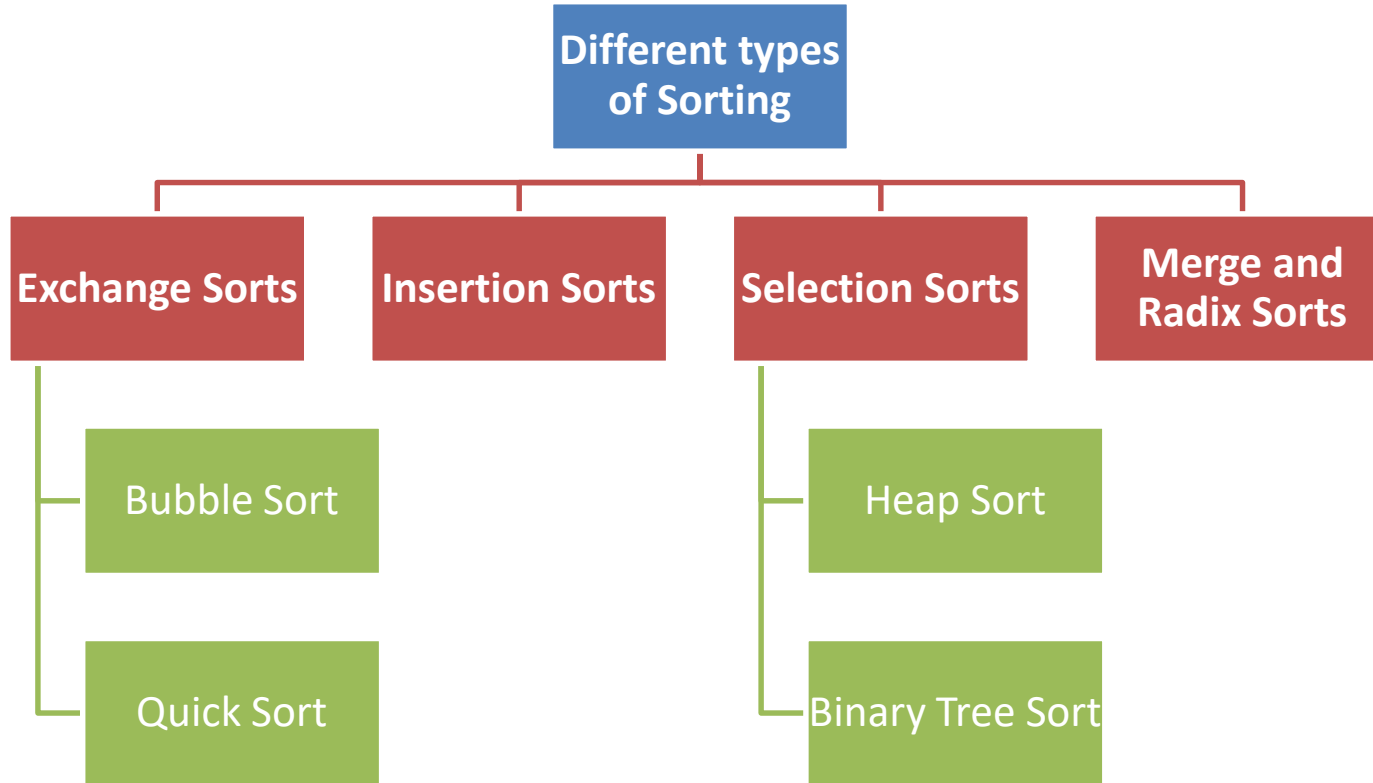 Different types
of Sorting
Exchange Sorts
Insertion Sorts
Selection Sorts
Merge and
Radix Sorts
Bubble Sort
Heap Sort
Quick Sort
Binary Tree Sort